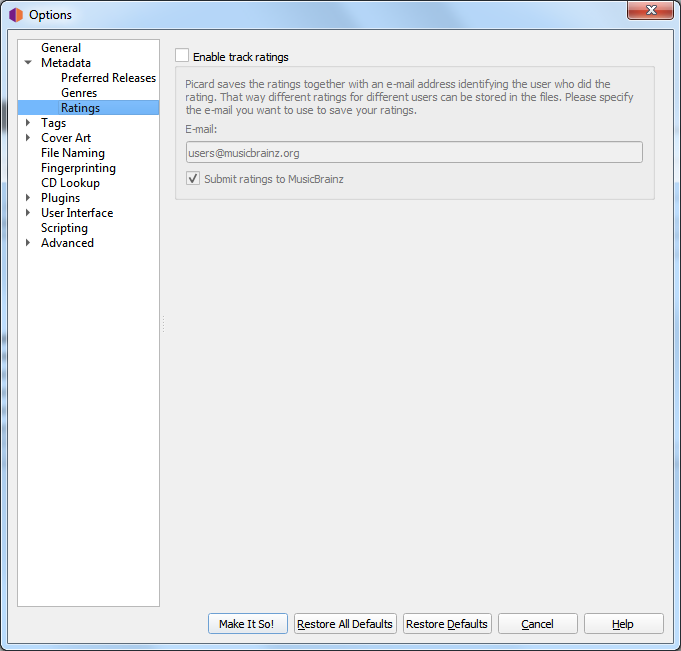 Options
General
Metadata
Preferred Releases
Genres
Ratings
Tags
Cover Art
File Naming
Fingerprinting
CD Lookup
Plugins
User Interface
Scripting
Advanced
Enable track ratings
Picard saves the ratings together with an e-mail address identifying the user who did the
rating. That way different ratings for different users can be stored in the files. Please specify
the e-mail you want to use to save your ratings.
E-mail:
users@musicbrainz.org
Submit ratings to MusicBrainz
Make It So!
Restore All Defaults
Restore Defaults
Cancel
Help